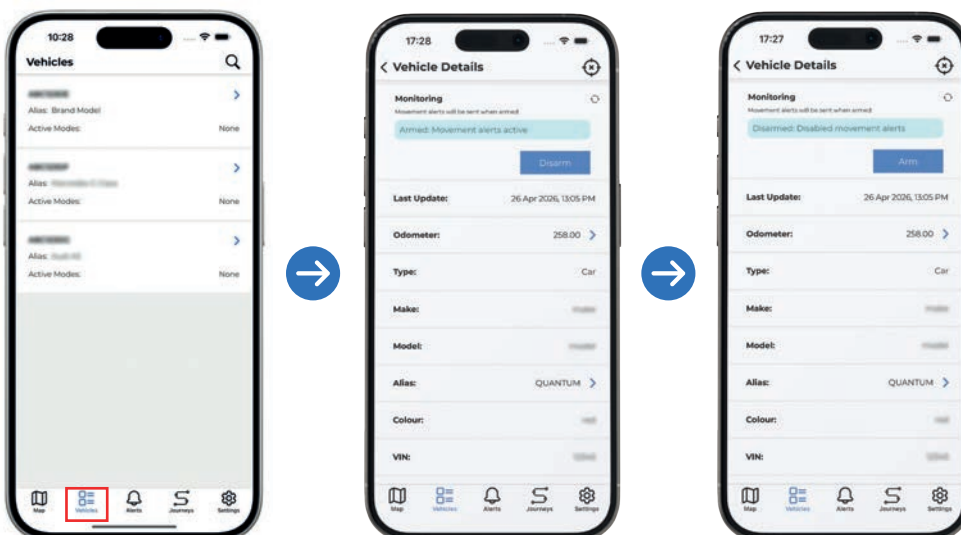 10:28
Vehicles
Alias: Brand Model
Active Modes: None
Alias:
Active Modes: None
Alias:
Active Modes: None
Map Vehicles Alerts Journeys Settings
17:28
Vehicle Details
Monitoring
Movement alerts will be sent when armed
Armed: Movement alerts active
Disarm
Last Update: 26 Apr 2026, 13:05 PM
Odometer: 258.00
Type: Car
Make:
Model:
Alias: QUANTUM
Colour:
VIN:
Map Vehicles Alerts Journeys Settings
17:27
Vehicle Details
Monitoring
Movement alerts will be sent when armed
Disarmed: Disabled movement alerts
Arm
Last Update: 26 Apr 2026, 13:05 PM
Odometer: 258.00
Type: Car
Make:
Model:
Alias: QUANTUM
Colour:
VIN:
Map Vehicles Alerts Journeys Settings